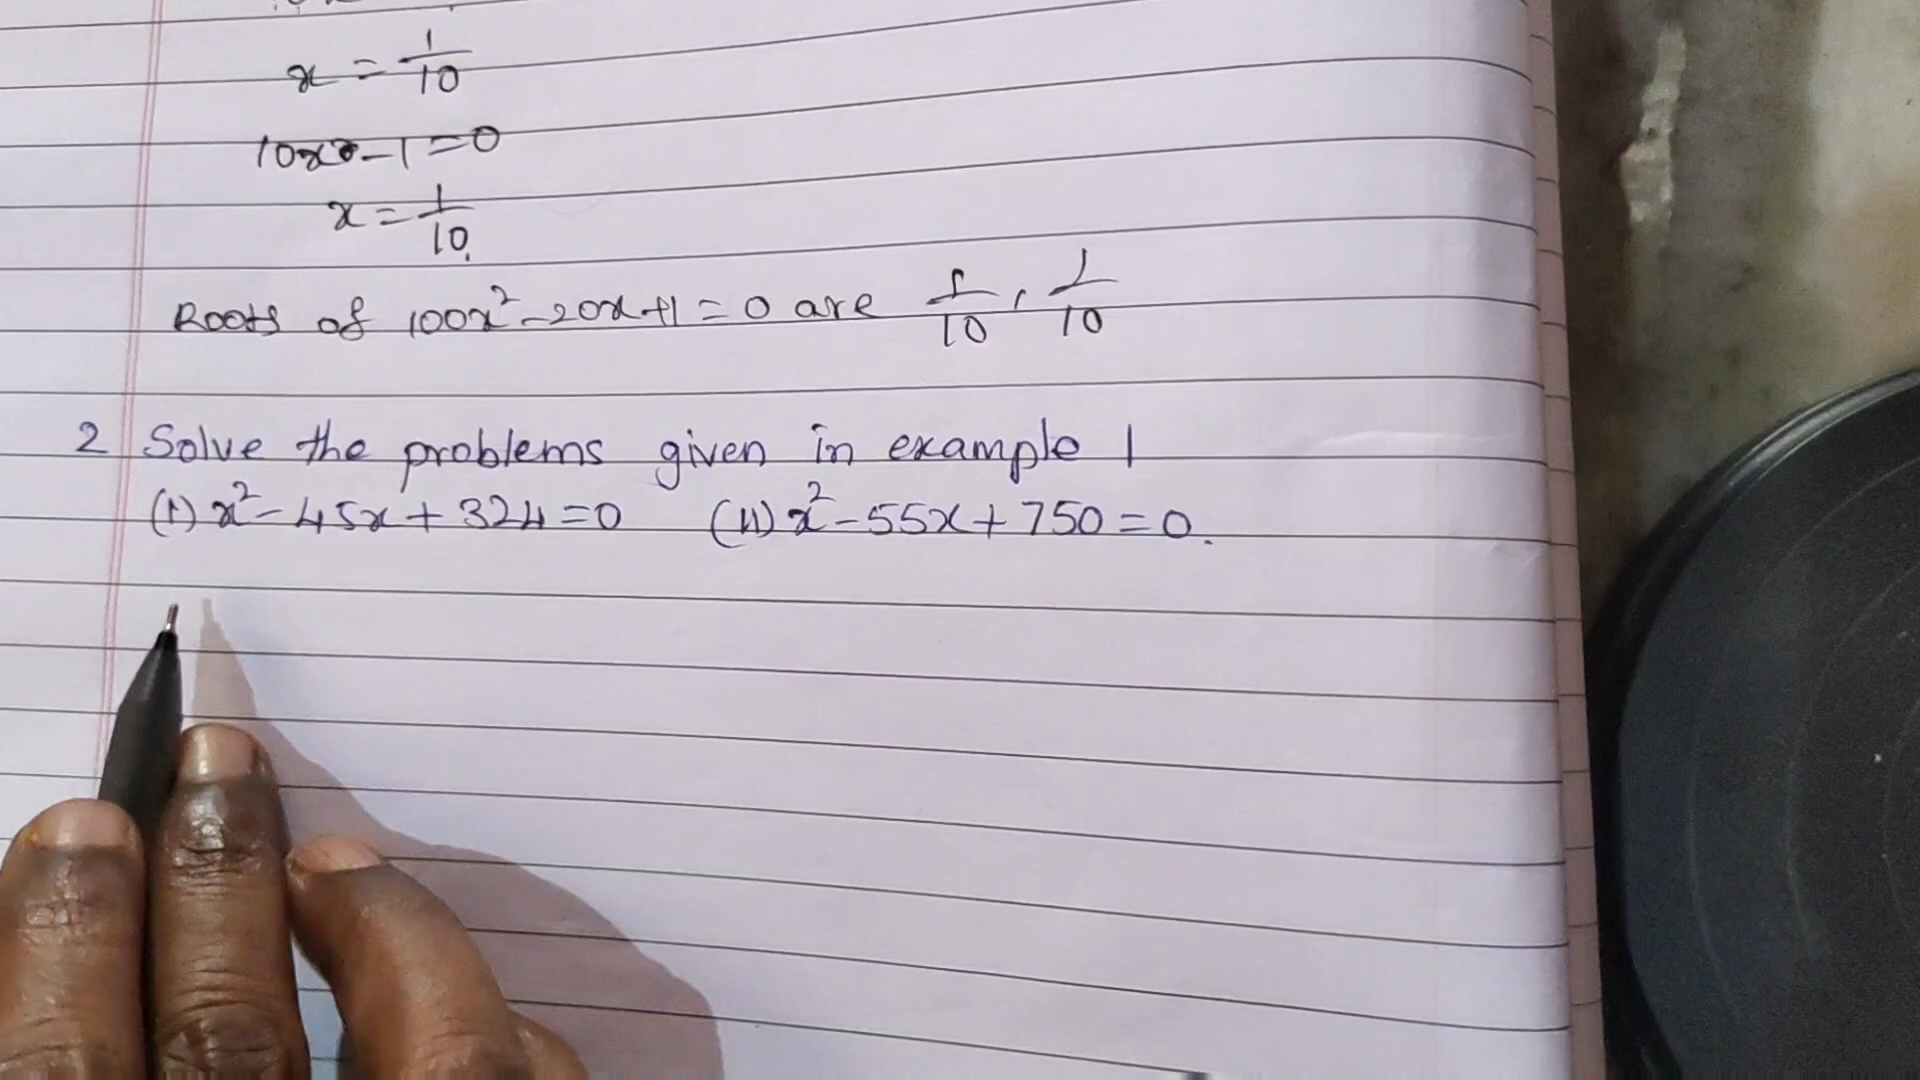 x = 1/10
10x - 1 = 0
x = 1/10
Roots of 100x² - 20x + 1 = 0 are 1/10, 1/10
2 Solve the problems given in example 1
(i) x² - 45x + 324 = 0 (ii) x² - 55x + 750 = 0.